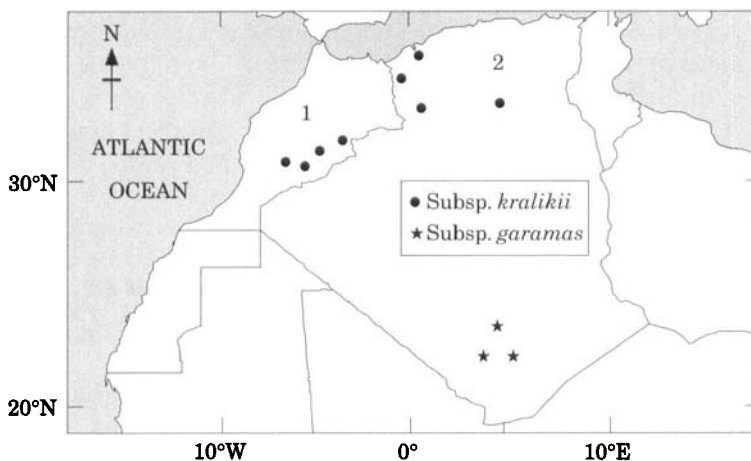 N
1
2
ATLANTIC
OCEAN
30°N
Subsp. kralikii
Subsp. garamas
20°N
10°W
0°
10°E